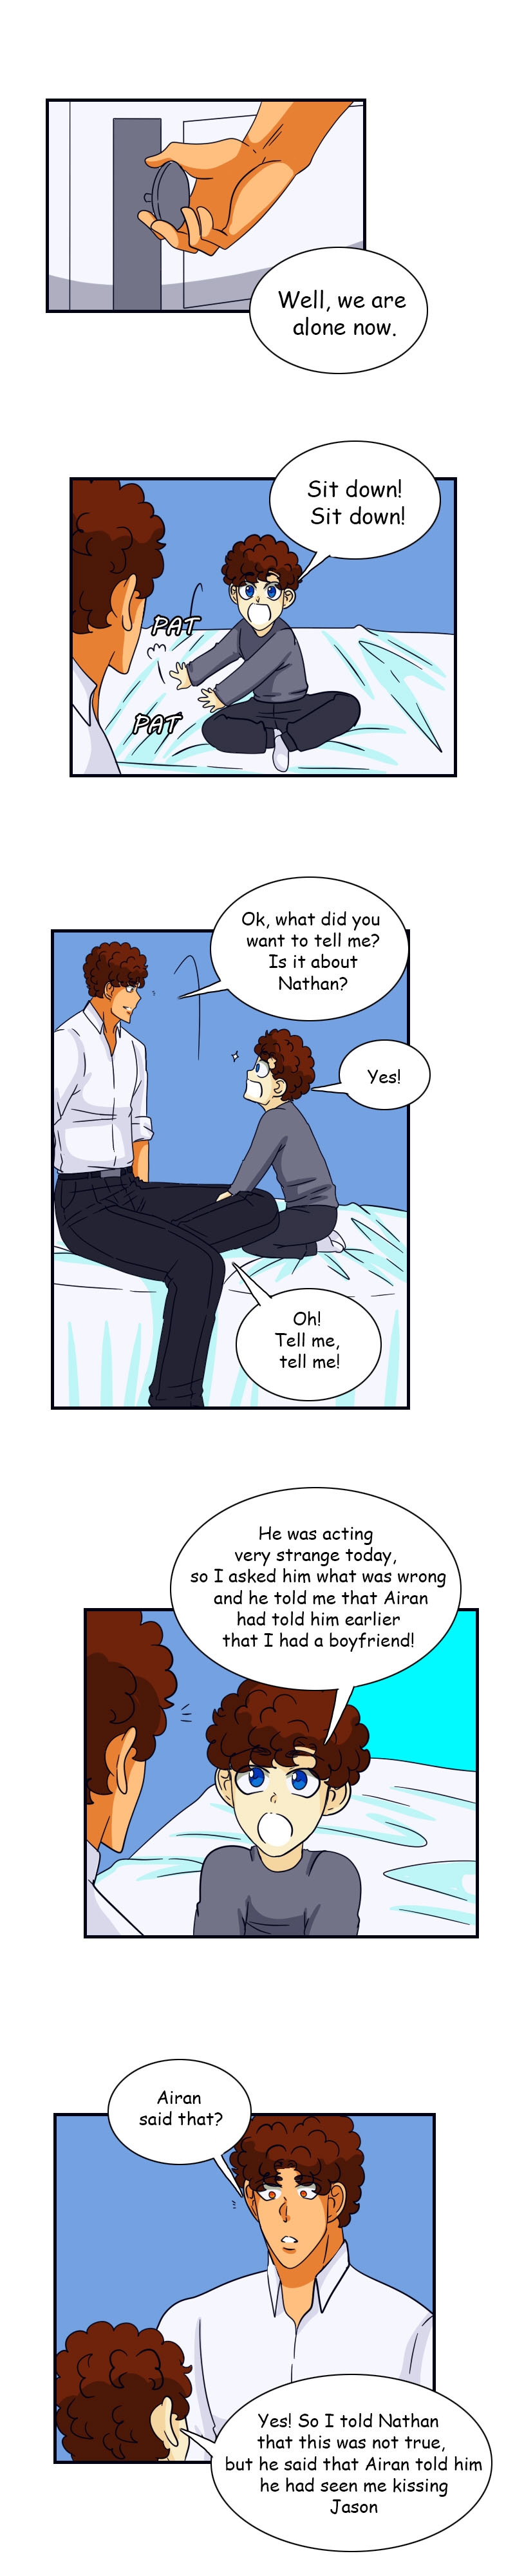 Well, we are
alone now.
Sit down!
Sit down!
PAT
PAT
Ok, what did you
want to tell me?
Is it about
Nathan?
Yes!
Oh!
Tell me,
tell me!
He was acting
very strange today,
so I asked him what was wrong
and he told me that Airan
had told him earlier
that I had a boyfriend!
Airan
said that?
Yes! So I told Nathan
that this was not true,
but he said that Airan told him
he had seen me kissing
Jason